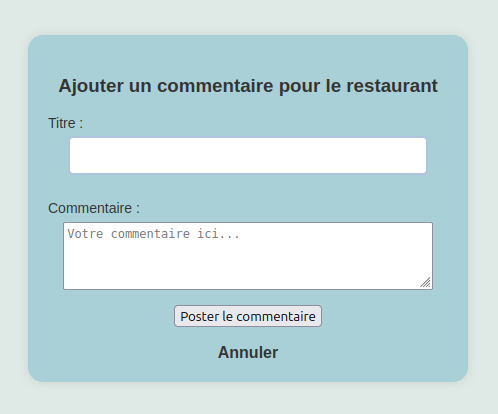 Ajouter un commentaire pour le restaurant
Titre :
Commentaire :
Votre commentaire ici...
Poster le commentaire
Annuler